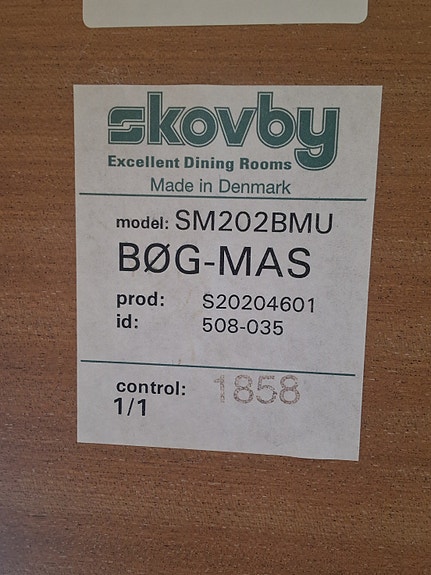 skovby
Excellent Dining Rooms
Made in Denmark
model: SM202BMU
BØG-MAS
prod: S20204601
id: 508-035
control: 1858
1/1